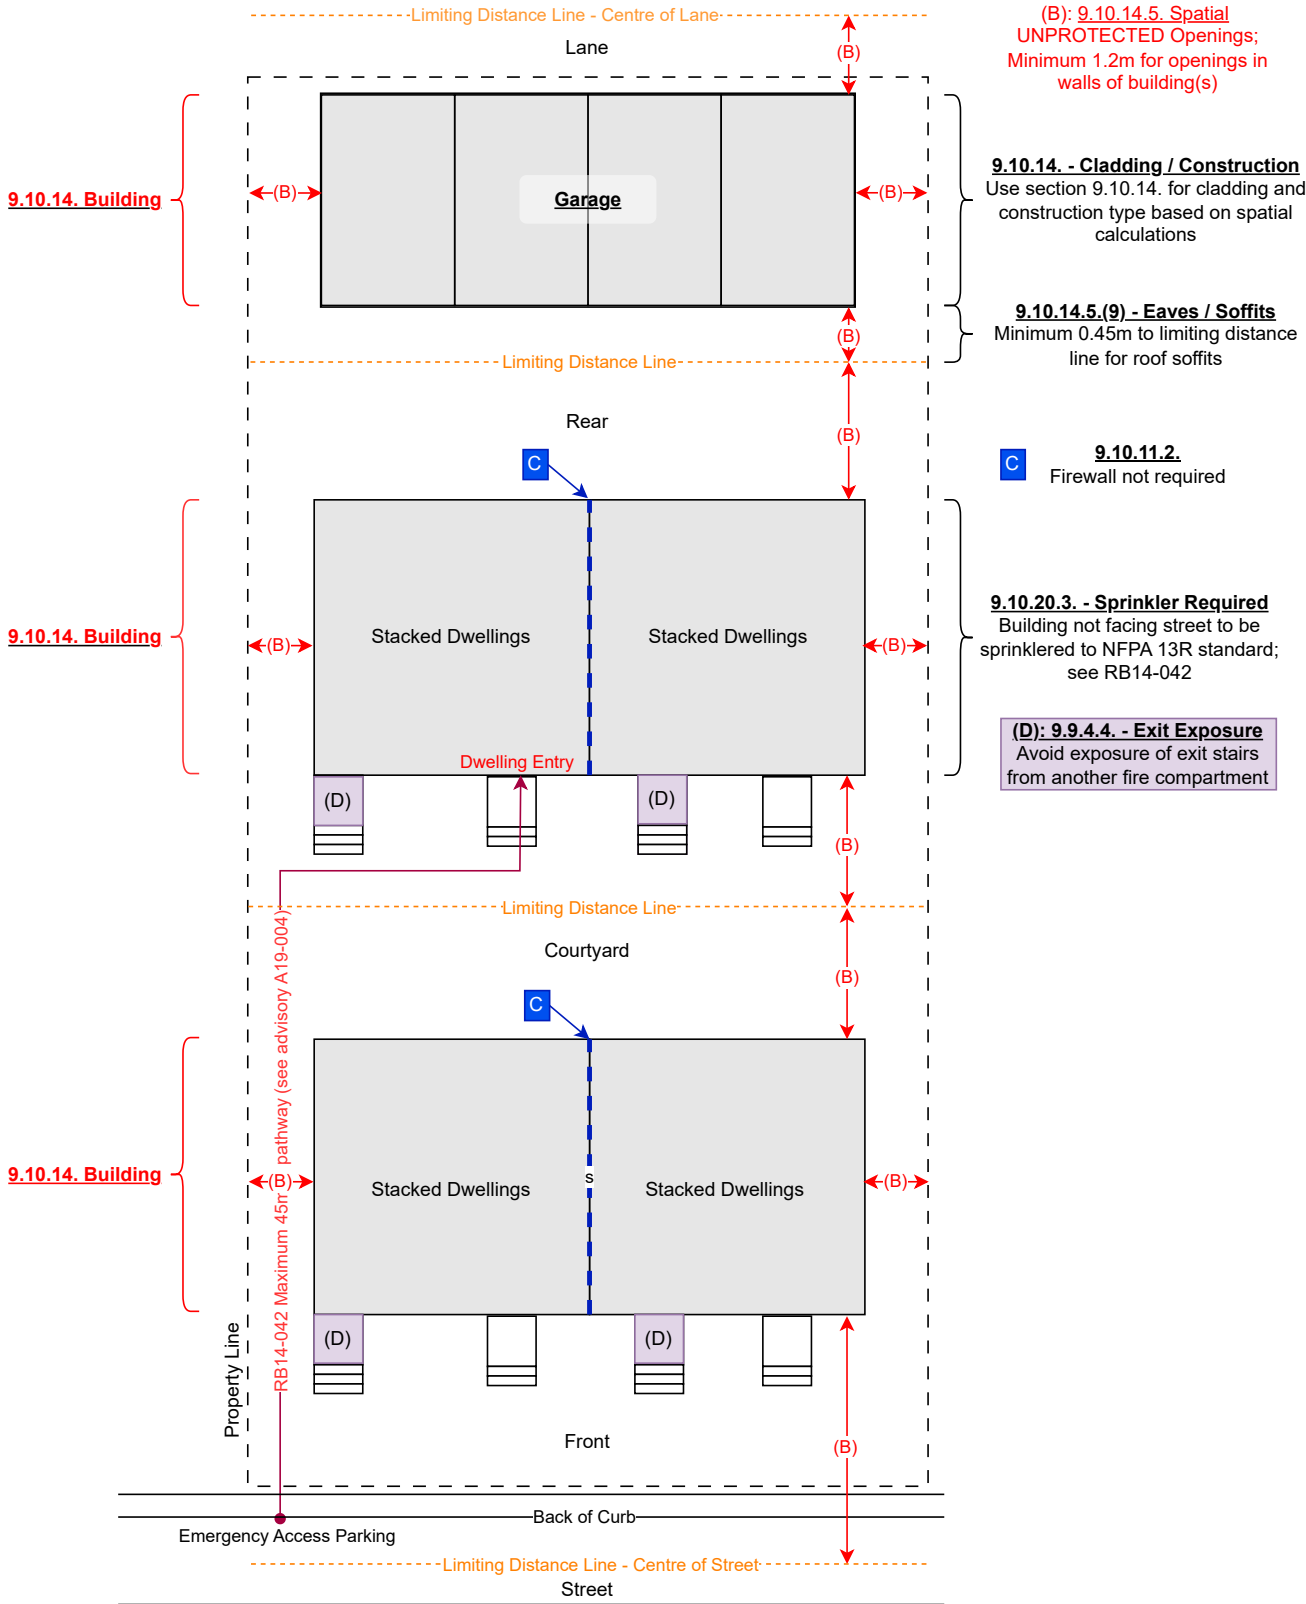 Limiting Distance Line - Centre of Lane
Lane
(B)
(B): 9.10.14.5. Spatial
UNPROTECTED Openings;
Minimum 1.2m for openings in
walls of building(s)
9.10.14. Building
(B)
Garage
(B)
9.10.14. - Cladding / Construction
Use section 9.10.14. for cladding and
construction type based on spatial
calculations
(B)
9.10.14.5.(9) - Eaves / Soffits
Minimum 0.45m to limiting distance
line for roof soffits
Limiting Distance Line
Rear
(B)
C
C
9.10.11.2.
Firewall not required
9.10.14. Building
(B)
Stacked Dwellings
Stacked Dwellings
(B)
9.10.20.3. - Sprinkler Required
Building not facing street to be
sprinklered to NFPA 13R standard;
see RB14-042
Dwelling Entry
(D)
(D)
(D): 9.9.4.4. - Exit Exposure
Avoid exposure of exit stairs
from another fire compartment
(B)
Limiting Distance Line
Courtyard
(B)
C
RB14-042 Maximum 45m pathway (see advisory A19-004)
9.10.14. Building
(B)
Stacked Dwellings
s
Stacked Dwellings
(B)
(D)
(D)
Property Line
Front
(B)
Back of Curb
Emergency Access Parking
Limiting Distance Line - Centre of Street
Street